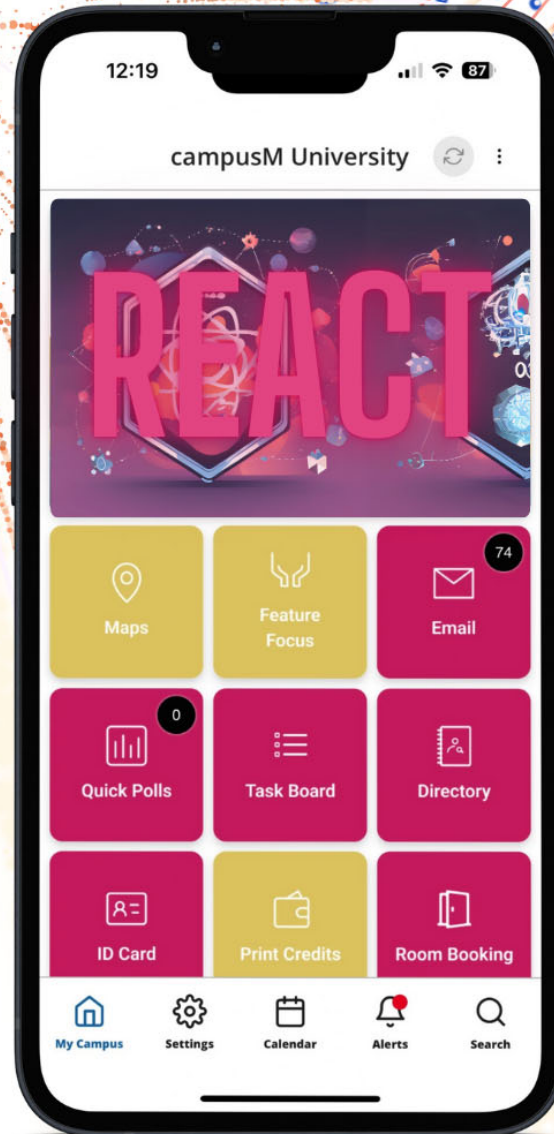 12:19
87
campusM University
REACT
74
Maps
Feature
Focus
Email
0
Quick Polls
Task Board
Directory
ID Card
Print Credits
Room Booking
My Campus
Settings
Calendar
Alerts
Search